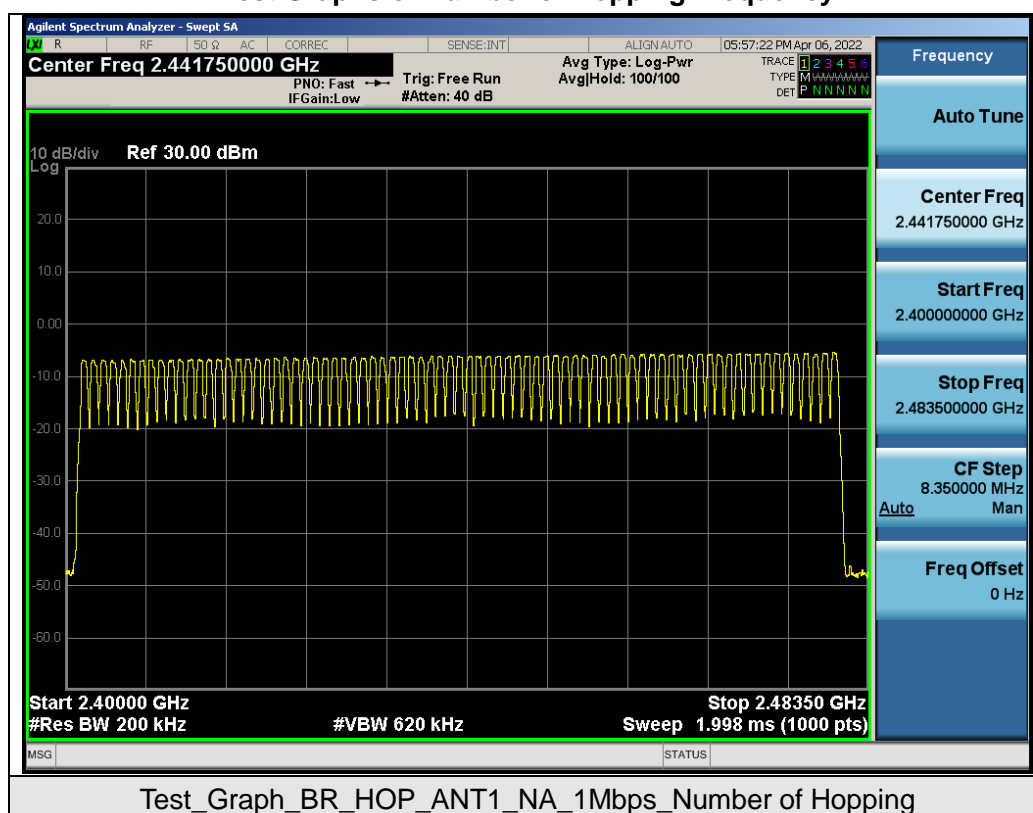 Agilent Spectrum Analyzer - Swept SA
LXI R RF 50 Ω AC CORREC SENSE:INT ALIGN AUTO 05:57:22 PM Apr 06, 2022
Center Freq 2.441750000 GHz
PNO: Fast
IFGain:Low
Trig: Free Run
#Atten: 40 dB
Avg Type: Log-Pwr
Avg|Hold: 100/100
TRACE 1 2 3 4 5 6
TYPE M
DET P N N N N N
10 dB/div Ref 30.00 dBm
Log
20.0
10.0
0.00
-10.0
-20.0
-30.0
-40.0
-50.0
-60.0
Start 2.40000 GHz Stop 2.48350 GHz
#Res BW 200 kHz #VBW 620 kHz Sweep 1.998 ms (1000 pts)
MSG STATUS
Frequency
Auto Tune
Center Freq
2.441750000 GHz
Start Freq
2.400000000 GHz
Stop Freq
2.483500000 GHz
CF Step
8.350000 MHz
Auto Man
Freq Offset
0 Hz
Test_Graph_BR_HOP_ANT1_NA_1Mbps_Number of Hopping